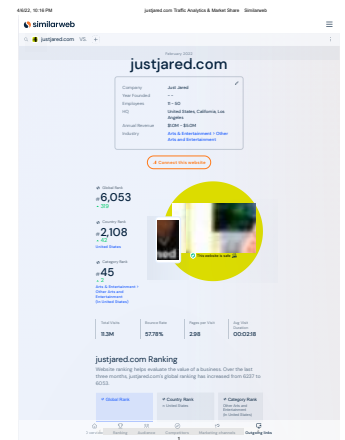 4/6/22, 10:16 PM justjared.com Traffic Analytics & Market Share Similarweb
similarweb
justjared.com VS. +
February 2022
justjared.com
Company Just Jared
Year Founded - -
Employees 11 - 50
HQ United States, California, Los Angeles
Annual Revenue $10M - $50M
Industry Arts & Entertainment > Other Arts and Entertainment
Connect this website
Global Rank
#6,053
Country Rank
#2,108
42
United States
Category Rank
#45
2
Arts & Entertainment >
Other Arts and
Entertainment
(In United States)
This website is safe
Total Visits
11.3M
Bounce Rate
57.78%
Pages per Visit
2.98
Avg Visit Duration
00:02:18
justjared.com Ranking
Website ranking helps evaluate the value of a business. Over the last
three months, justjared.com's global ranking has increased from 6237 to
6053.
Global Rank
Country Rank
United States
Category Rank
Other Arts and
Entertainment
(In United States)
Ranking Audience Competitors Marketing channels Outgoing links